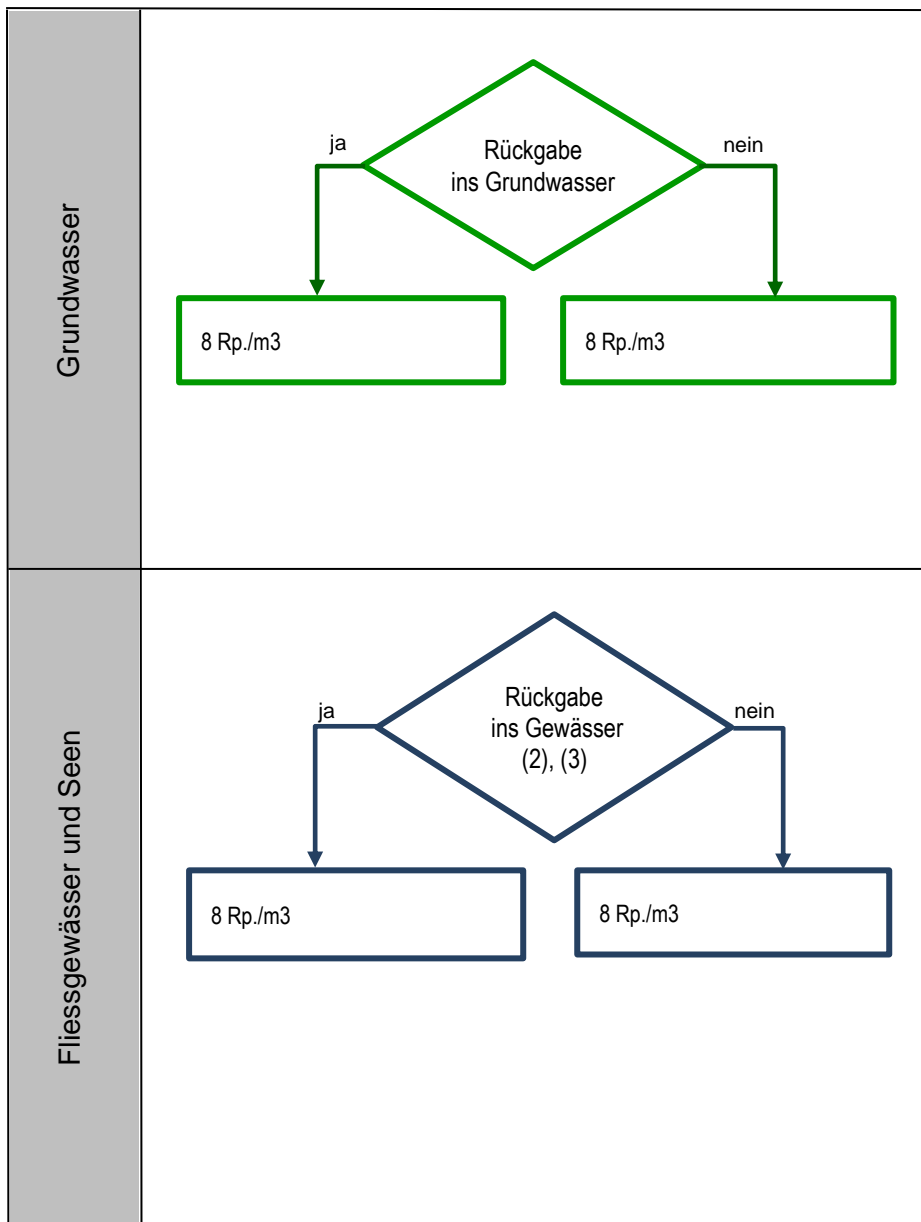 Grundwasser
ja
Rückgabe
ins Grundwasser
nein
8 Rp./m3
8 Rp./m3
Fliessgewässer und Seen
ja
Rückgabe
ins Gewässer
(2), (3)
nein
8 Rp./m3
8 Rp./m3